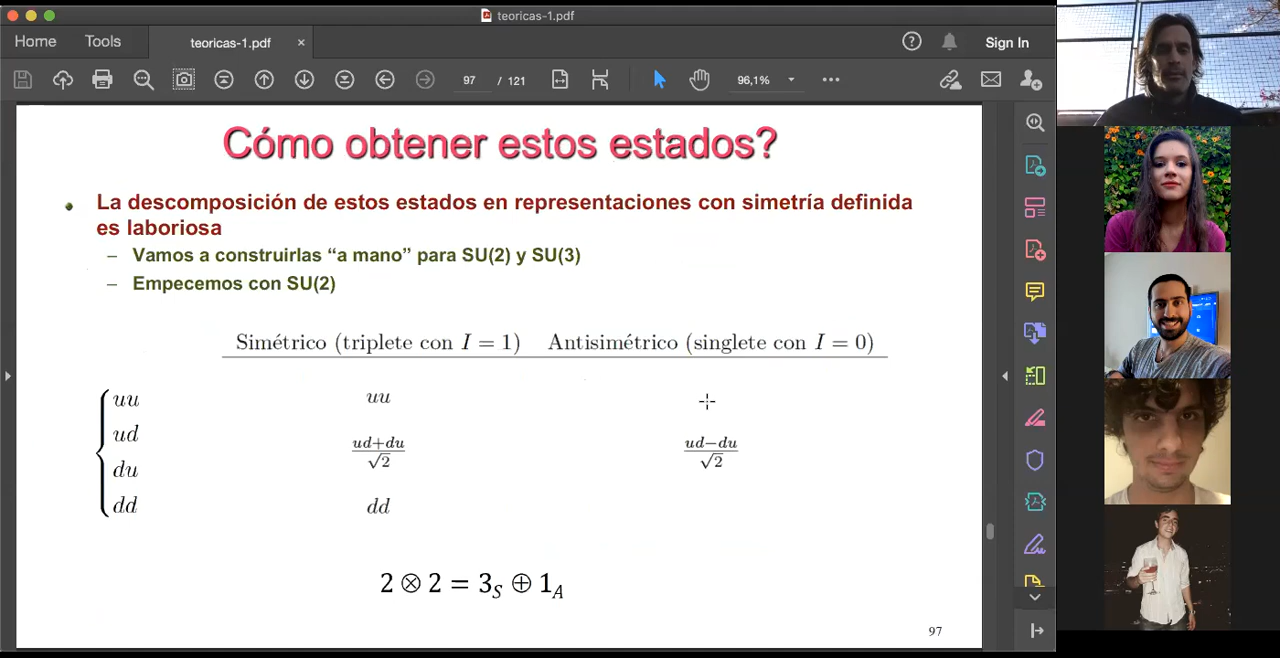 teoricas-1.pdf
Home Tools teoricas-1.pdf × Sign In
97 / 121 96,1%
Cómo obtener estos estados?
La descomposición de estos estados en representaciones con simetría definida
es laboriosa
– Vamos a construirlas “a mano” para SU(2) y SU(3)
– Empecemos con SU(2)
Simétrico (triplete con I = 1) Antisimétrico (singlete con I = 0)
uu uu
ud ud+du/√2 ud−du/√2
du
dd dd
2 ⊗ 2 = 3_S ⊕ 1_A
97